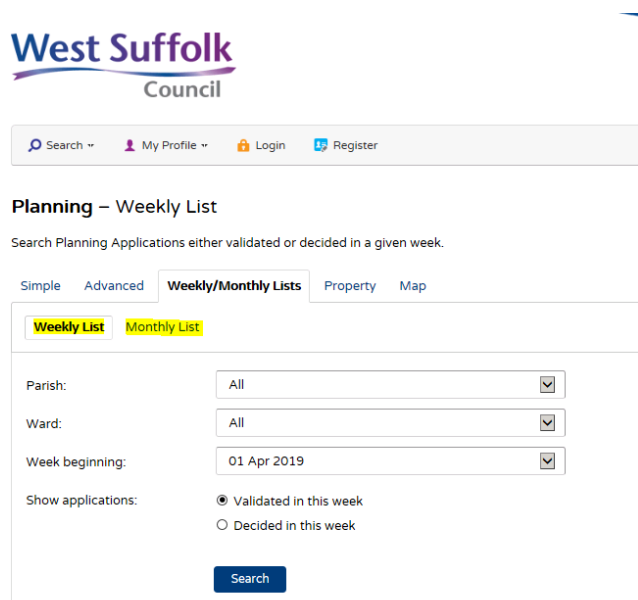 West Suffolk
Council
Search My Profile Login Register
Planning – Weekly List
Search Planning Applications either validated or decided in a given week.
Simple Advanced Weekly/Monthly Lists Property Map
Weekly List Monthly List
Parish: All
Ward: All
Week beginning: 01 Apr 2019
Show applications: Validated in this week
Decided in this week
Search